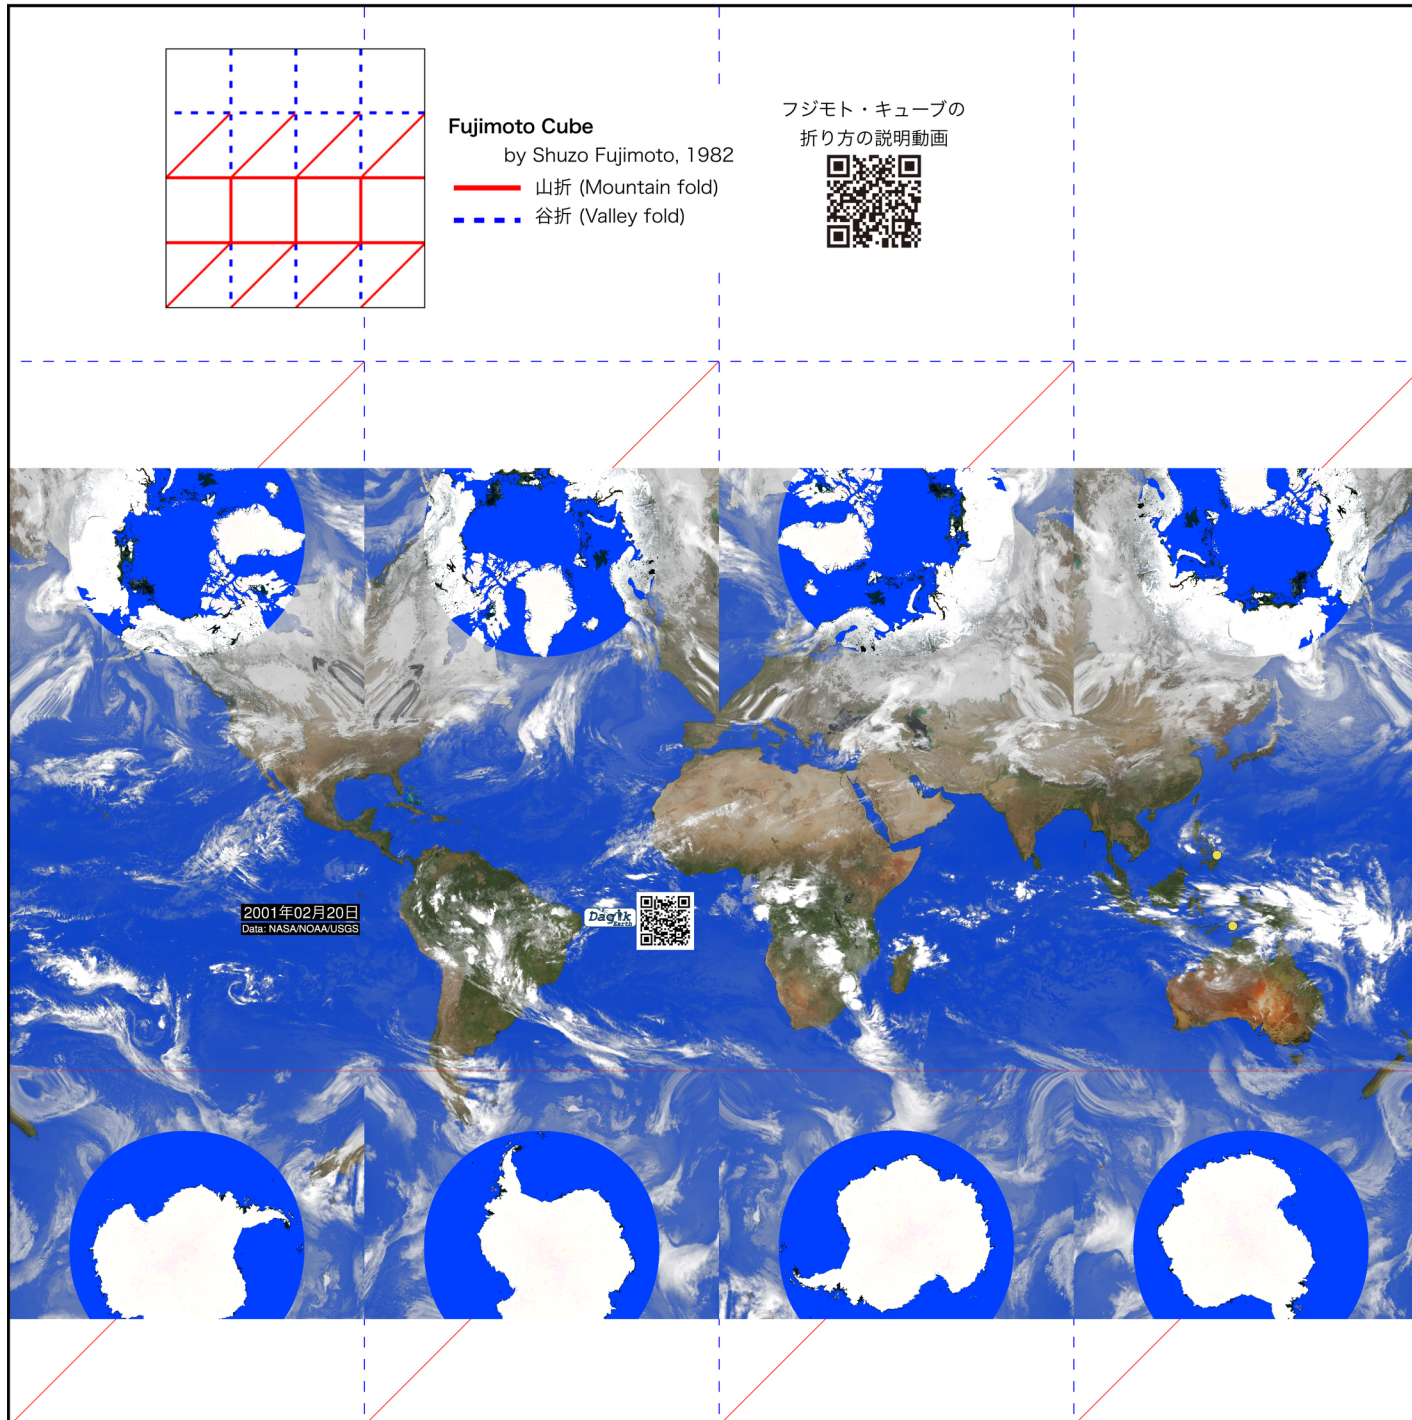 Fujimoto Cube
by Shuzo Fujimoto, 1982
山折 (Mountain fold)
谷折 (Valley fold)
フジモト・キューブの
折り方の説明動画
2001年02月20日
Data: NASA/NOAA/USGS
Dagik
Earth